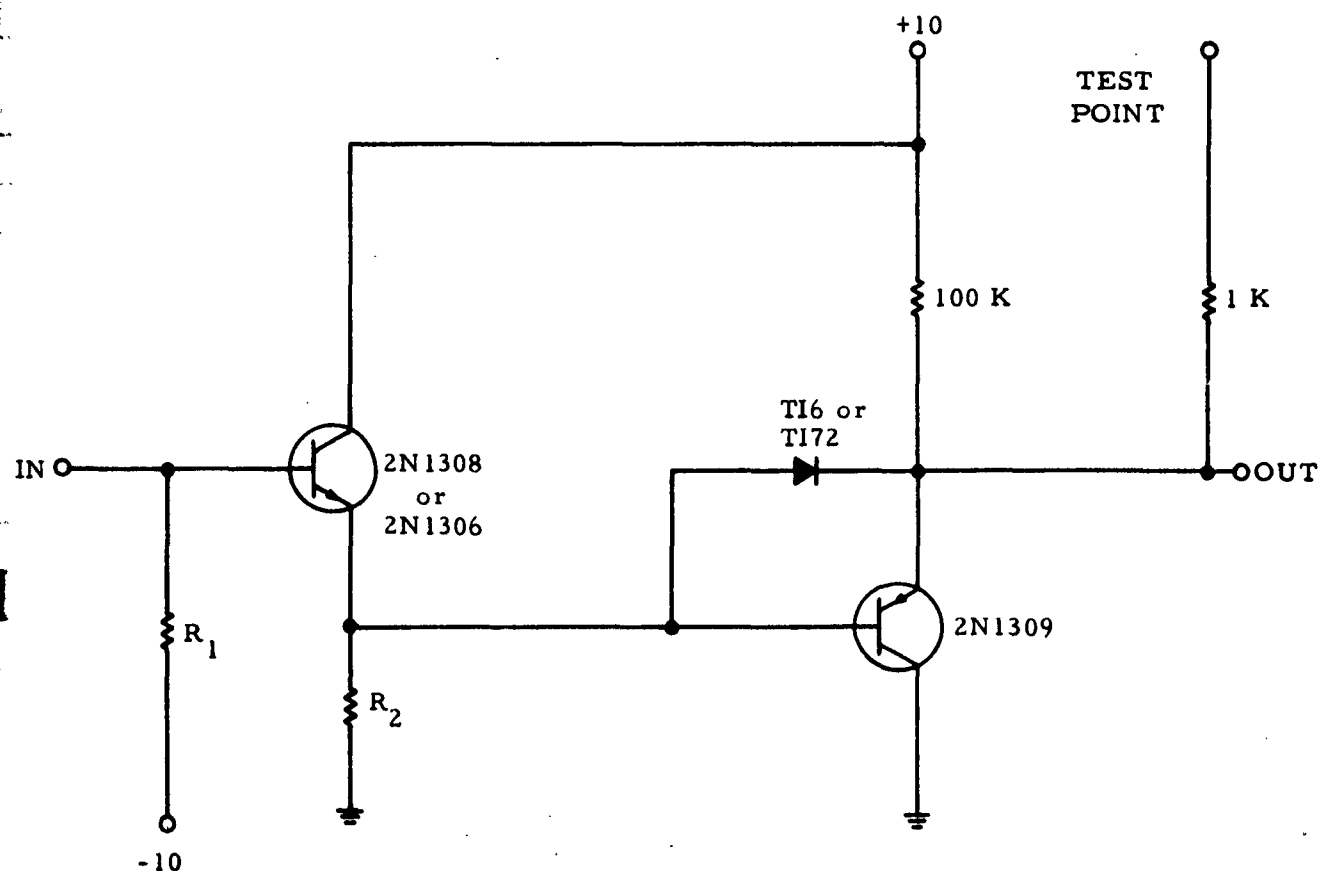 +10
TEST
POINT
100 K
1 K
TI6 or
TI72
IN
2N1308
or
2N1306
OUT
R1
2N1309
R2
-10